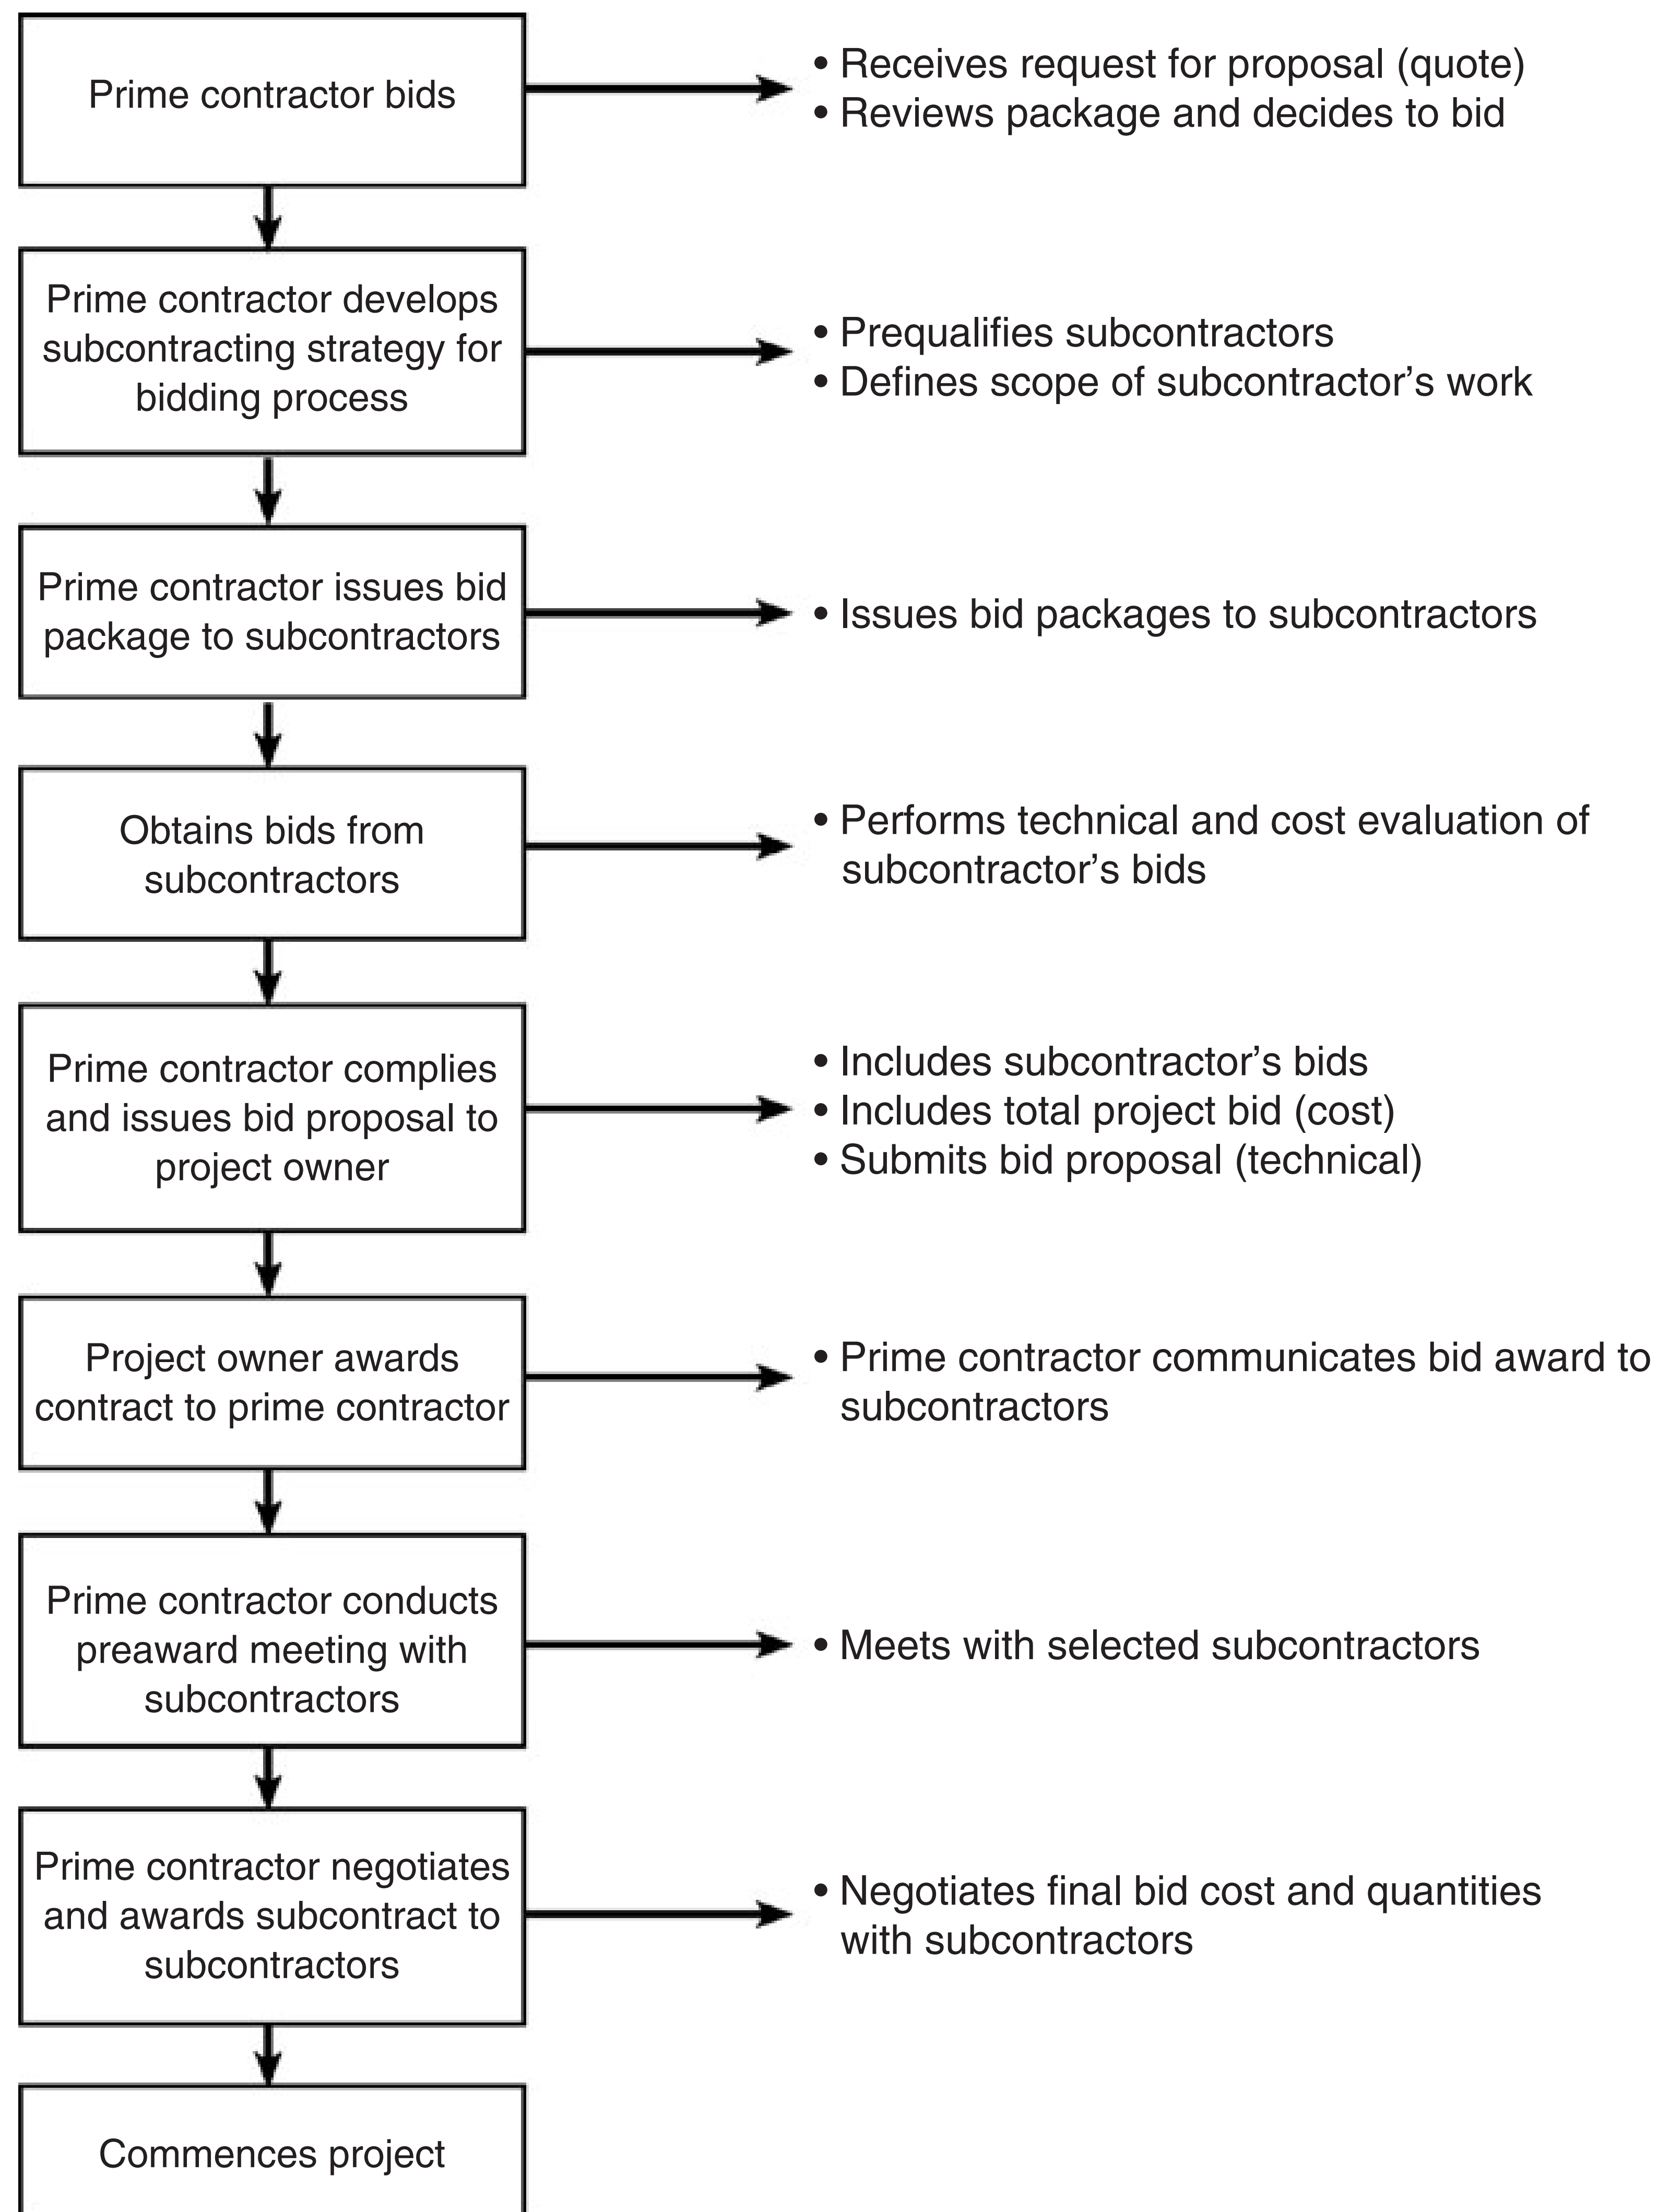 Prime contractor bids
• Receives request for proposal (quote)
• Reviews package and decides to bid
Prime contractor develops
subcontracting strategy for
bidding process
• Prequalifies subcontractors
• Defines scope of subcontractor’s work
Prime contractor issues bid
package to subcontractors
• Issues bid packages to subcontractors
Obtains bids from
subcontractors
• Performs technical and cost evaluation of
subcontractor’s bids
Prime contractor complies
and issues bid proposal to
project owner
• Includes subcontractor’s bids
• Includes total project bid (cost)
• Submits bid proposal (technical)
Project owner awards
contract to prime contractor
• Prime contractor communicates bid award to
subcontractors
Prime contractor conducts
preaward meeting with
subcontractors
• Meets with selected subcontractors
Prime contractor negotiates
and awards subcontract to
subcontractors
• Negotiates final bid cost and quantities
with subcontractors
Commences project